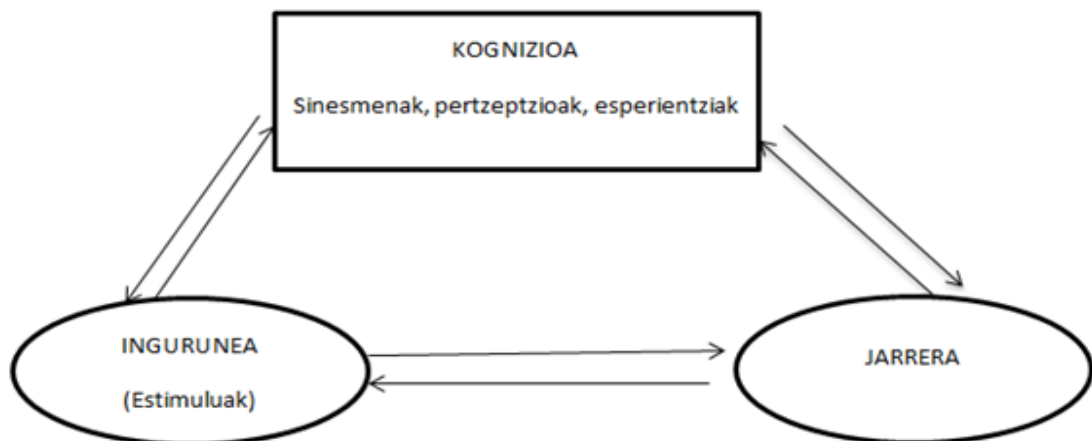 KOGNIZIOA
Sinesmenak, pertzeptzioak, esperientziak
INGURUNEA
(Estimuluak)
JARRERA